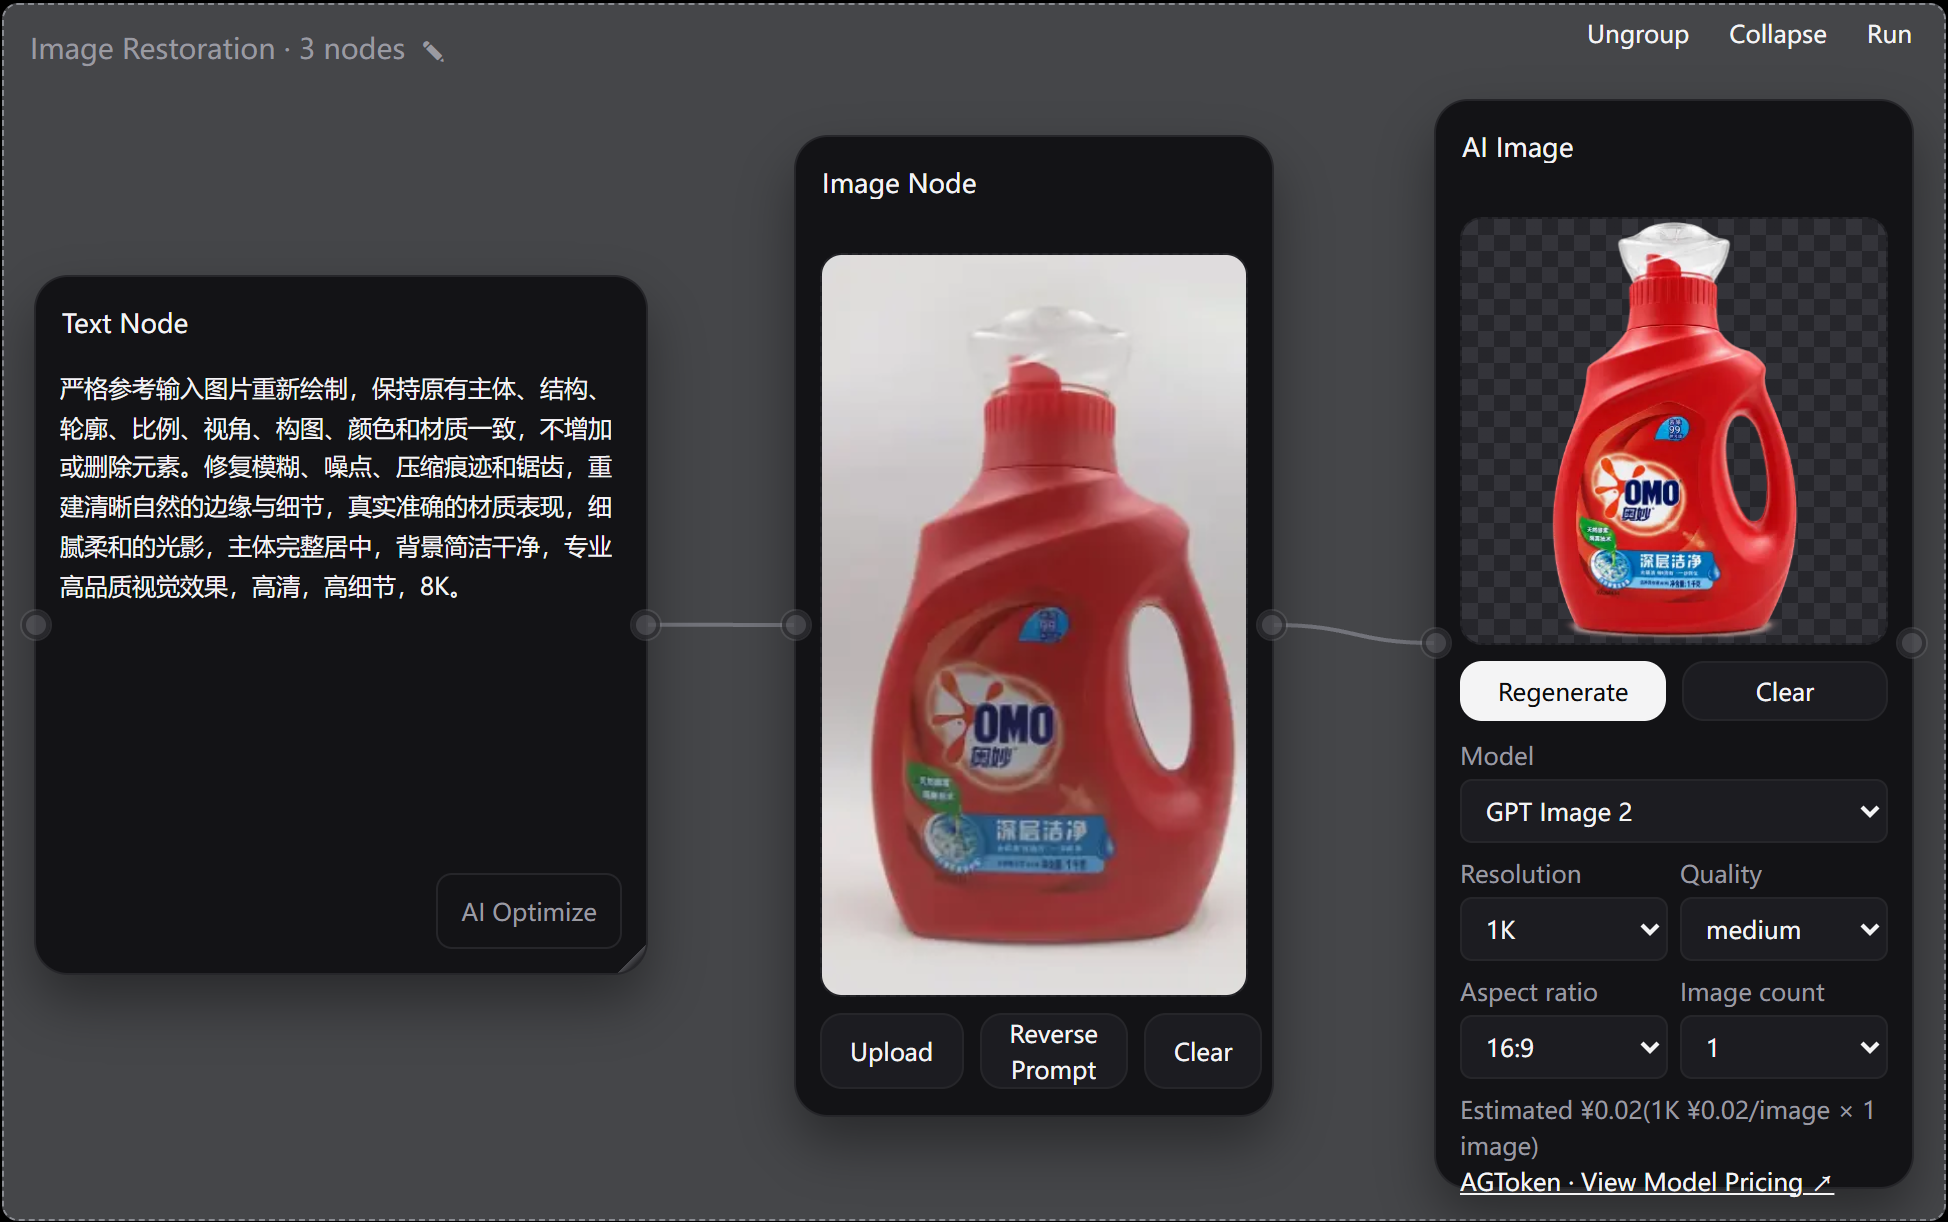 Image Restoration · 3 nodes
Ungroup
Collapse
Run
Text Node
严格参考输入图片重新绘制，保持原有主体、结构、
轮廓、比例、视角、构图、颜色和材质一致，不增加
或删除元素。修复模糊、噪点、压缩痕迹和锯齿，重
建清晰自然的边缘与细节，真实准确的材质表现，细
腻柔和的光影，主体完整居中，背景简洁干净，专业
高品质视觉效果，高清，高细节，8K。
AI Optimize
Image Node
99
OMO
奥妙
深层洁净
Upload
Reverse
Prompt
Clear
AI Image
99
OMO
奥妙
深层洁净
净含量:1千克
Regenerate
Clear
Model
GPT Image 2
Resolution
Quality
1K
medium
Aspect ratio
Image count
16:9
1
Estimated ¥0.02(1K ¥0.02/image × 1
image)
AGToken · View Model Pricing ↗